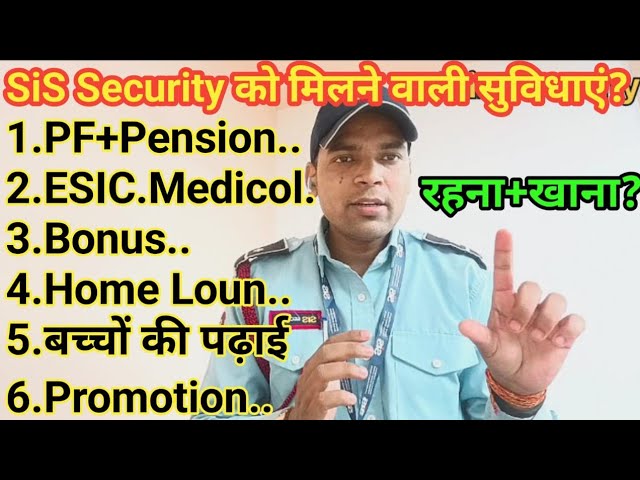 SiS Security को मिलने वाली सुविधाएं?
1.PF+Pension..
2.ESIC.Medicol.
रहना+खाना?
3.Bonus..
4.Home Loun..
5.बच्चों की पढ़ाई
6.Promotion..